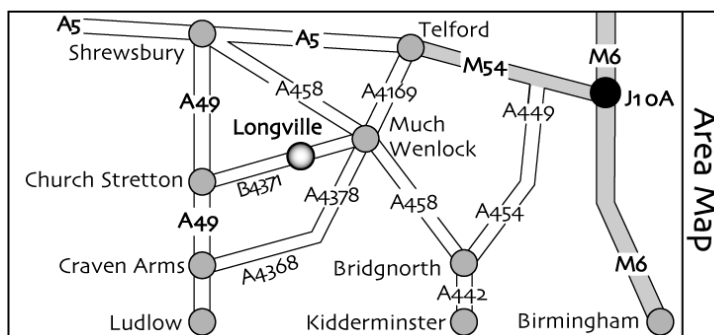 A5
A5
Telford
M6
Shrewsbury
M54
A458
A4169
A49
A449
J10A
Longville
Much
Wenlock
Church Stretton
B4371
A4378
A458
A454
A49
Craven Arms
A4368
Bridgnorth
M6
A442
Ludlow
Kidderminster
Birmingham
Area Map